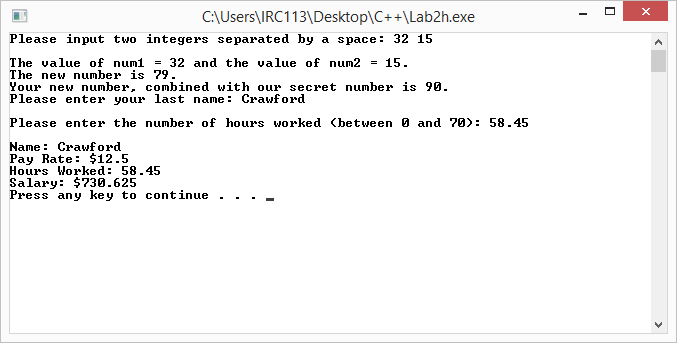 C:\Users\IRC113\Desktop\C++\Lab2h.exe
Please input two integers separated by a space: 32 15
The value of num1 = 32 and the value of num2 = 15.
The new number is 79.
Your new number, combined with our secret number is 90.
Please enter your last name: Crawford
Please enter the number of hours worked (between 0 and 70): 58.45
Name: Crawford
Pay Rate: $12.5
Hours Worked: 58.45
Salary: $730.625
Press any key to continue . . .